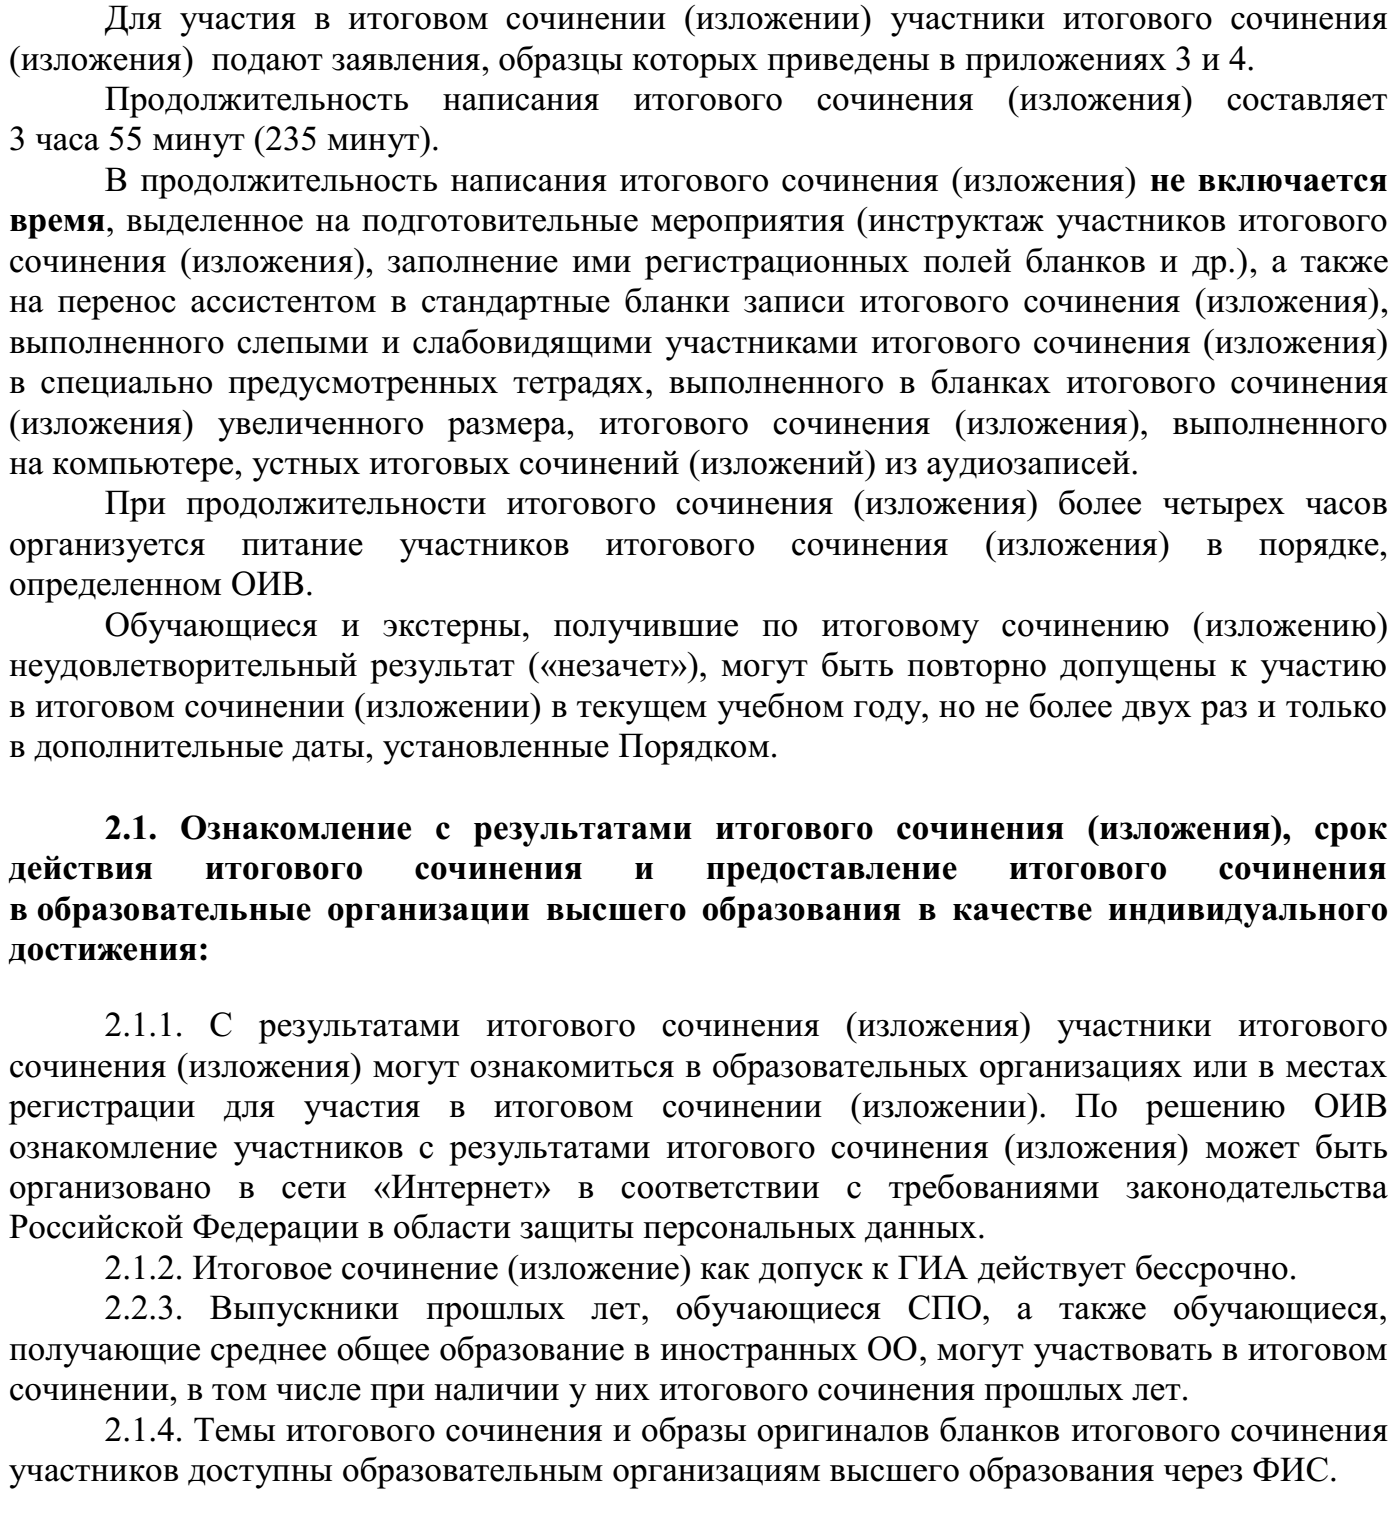 Для участия в итоговом сочинении (изложении) участники итогового сочинения
(изложения) подают заявления, образцы которых приведены в приложениях 3 и 4.
Продолжительность написания итогового сочинения (изложения) составляет
3 часа 55 минут (235 минут).
В продолжительность написания итогового сочинения (изложения) не включается
время, выделенное на подготовительные мероприятия (инструктаж участников итогового
сочинения (изложения), заполнение ими регистрационных полей бланков и др.), а также
на перенос ассистентом в стандартные бланки записи итогового сочинения (изложения),
выполненного слепыми и слабовидящими участниками итогового сочинения (изложения)
в специально предусмотренных тетрадях, выполненного в бланках итогового сочинения
(изложения) увеличенного размера, итогового сочинения (изложения), выполненного
на компьютере, устных итоговых сочинений (изложений) из аудиозаписей.
При продолжительности итогового сочинения (изложения) более четырех часов
организуется питание участников итогового сочинения (изложения) в порядке,
определенном ОИВ.
Обучающиеся и экстерны, получившие по итоговому сочинению (изложению)
неудовлетворительный результат («незачет»), могут быть повторно допущены к участию
в итоговом сочинении (изложении) в текущем учебном году, но не более двух раз и только
в дополнительные даты, установленные Порядком.
2.1. Ознакомление с результатами итогового сочинения (изложения), срок
действия итогового сочинения и предоставление итогового сочинения
в образовательные организации высшего образования в качестве индивидуального
достижения:
2.1.1. С результатами итогового сочинения (изложения) участники итогового
сочинения (изложения) могут ознакомиться в образовательных организациях или в местах
регистрации для участия в итоговом сочинении (изложении). По решению ОИВ
ознакомление участников с результатами итогового сочинения (изложения) может быть
организовано в сети «Интернет» в соответствии с требованиями законодательства
Российской Федерации в области защиты персональных данных.
2.1.2. Итоговое сочинение (изложение) как допуск к ГИА действует бессрочно.
2.2.3. Выпускники прошлых лет, обучающиеся СПО, а также обучающиеся,
получающие среднее общее образование в иностранных ОО, могут участвовать в итоговом
сочинении, в том числе при наличии у них итогового сочинения прошлых лет.
2.1.4. Темы итогового сочинения и образы оригиналов бланков итогового сочинения
участников доступны образовательным организациям высшего образования через ФИС.